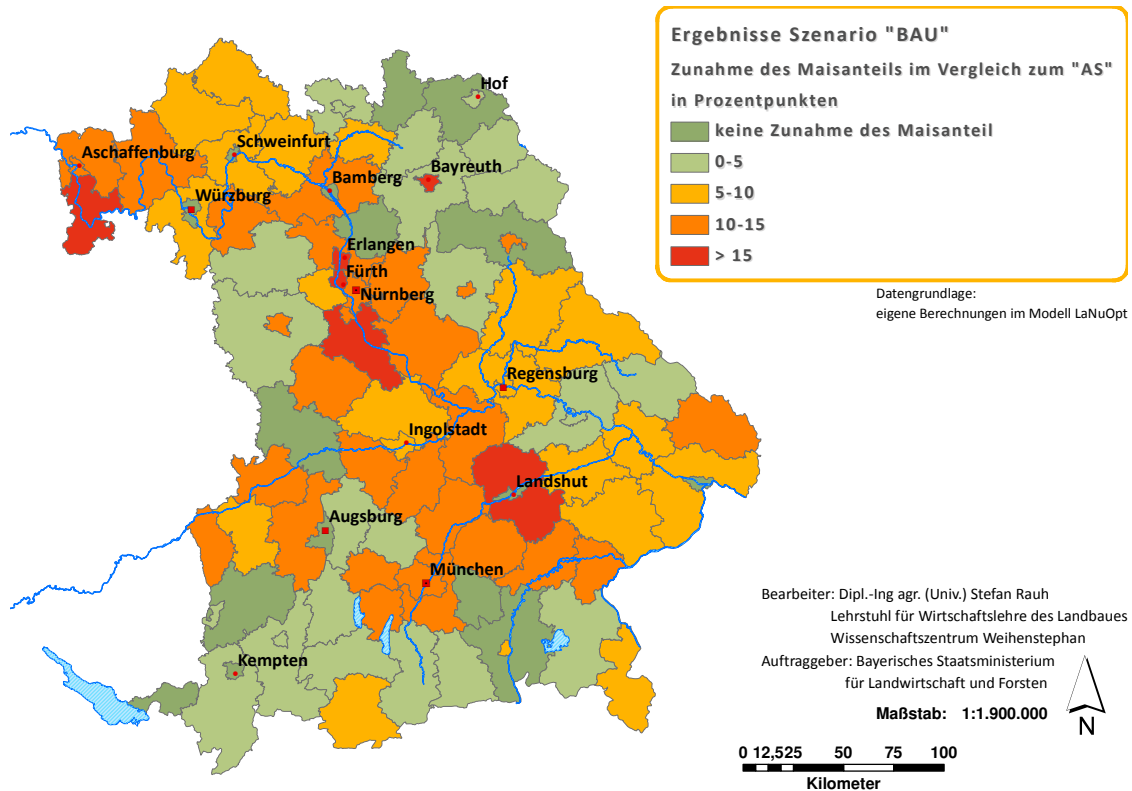 Ergebnisse Szenario "BAU"
Zunahme des Maisanteils im Vergleich zum "AS"
in Prozentpunkten
keine Zunahme des Maisanteil
0-5
5-10
10-15
> 15
Datengrundlage:
eigene Berechnungen im Modell LaNuOpt
Hof
Schweinfurt
Aschaffenburg
Bayreuth
Bamberg
Würzburg
Erlangen
Fürth
Nürnberg
Regensburg
Ingolstadt
Landshut
Augsburg
München
Kempten
Bearbeiter: Dipl.-Ing agr. (Univ.) Stefan Rauh
Lehrstuhl für Wirtschaftslehre des Landbaues
Wissenschaftszentrum Weihenstephan
Auftraggeber: Bayerisches Staatsministerium
für Landwirtschaft und Forsten
Maßstab: 1:1.900.000
N
0 12,525 50 75 100
Kilometer